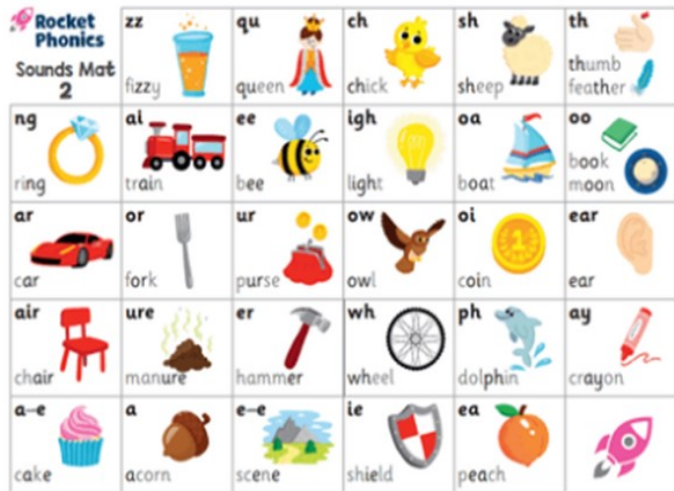 Rocket
Phonics
Sounds Mat
2
zz
fizzy
qu
queen
ch
chick
sh
sheep
th
thumb
feather
ng
ring
ai
train
ee
bee
igh
light
oa
boat
oo
book
moon
ar
car
or
fork
ur
purse
ow
owl
oi
1
coin
ear
ear
air
chair
ure
manure
er
hammer
wh
wheel
ph
dolphin
ay
crayon
a–e
cake
a
acorn
e–e
scene
ie
shield
ea
peach